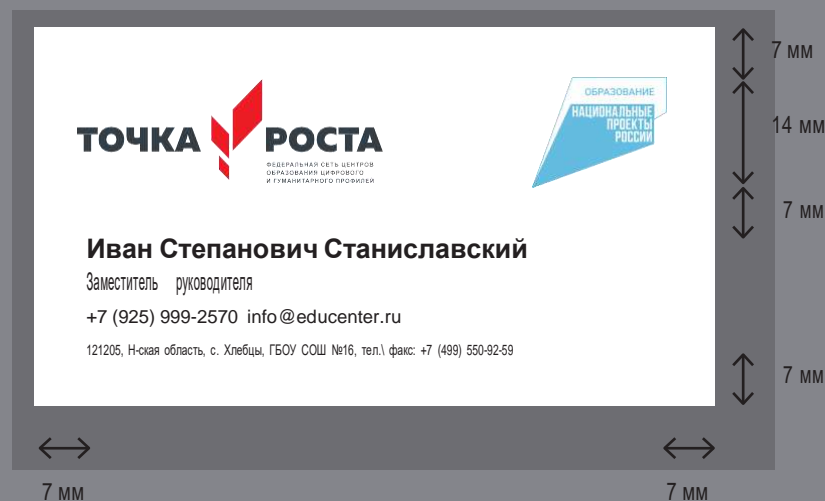 7 мм
ОБРАЗОВАНИЕ
НАЦИОНАЛЬНЫЕ
ПРОЕКТЫ
РОССИИ
14 мм
ТОЧКА РОСТА
ФЕДЕРАЛЬНАЯ СЕТЬ ЦЕНТРОВ
ОБРАЗОВАНИЯ ЦИФРОВОГО
И ГУМАНИТАРНОГО ПРОФИЛЕЙ
7 мм
Иван Степанович Станиславский
Заместитель руководителя
+7 (925) 999-2570 info@educenter.ru
121205, Н-ская область, с. Хлебцы, ГБОУ СОШ №16, тел.\ факс: +7 (499) 550-92-59
7 мм
7 мм
7 мм